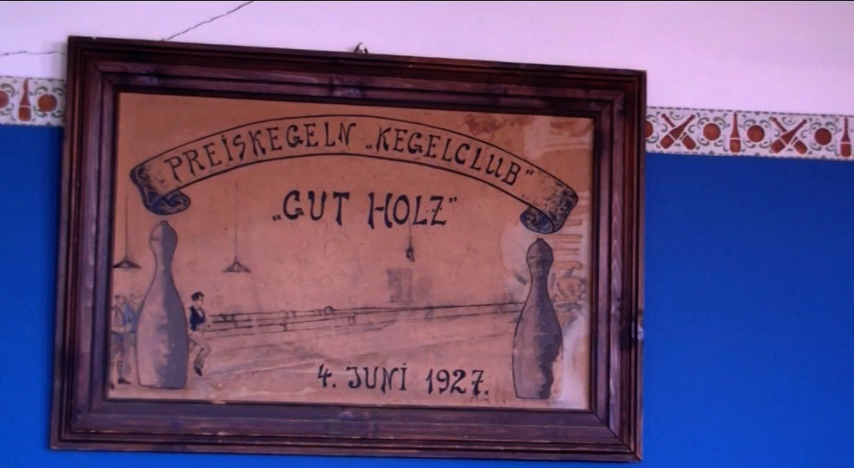 PREISKEGELN „KEGELCLUB"
„GUT HOLZ"
4. JUNI 1927.